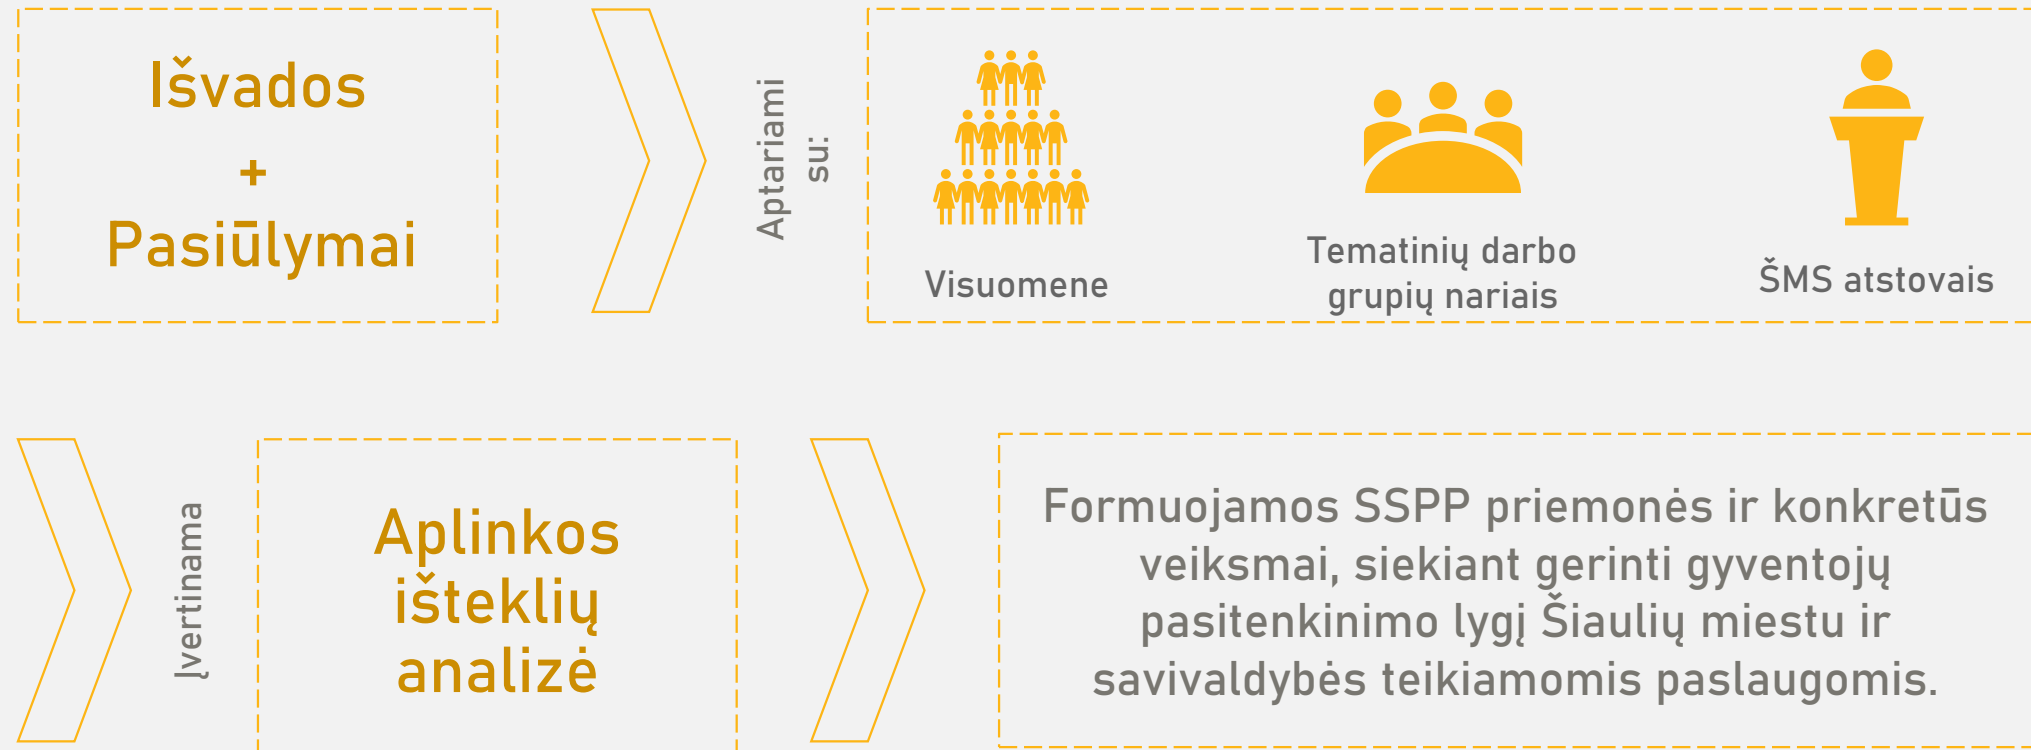 Išvados
+
Pasiūlymai
Aptariami
su:
Visuomene
Tematinių darbo
grupių nariais
ŠMS atstovais
Įvertinama
Aplinkos
išteklių
analizė
Formuojamos SSPP priemonės ir konkretūs
veiksmai, siekiant gerinti gyventojų
pasitenkinimo lygį Šiaulių miestu ir
savivaldybės teikiamomis paslaugomis.